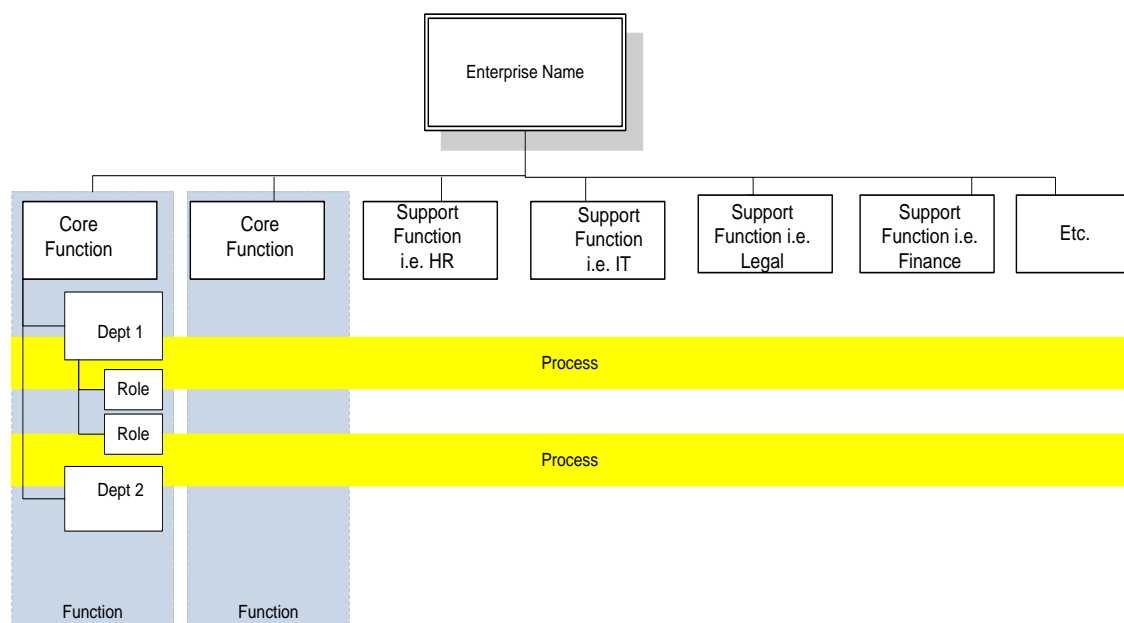 Enterprise Name
Core
Function
Core
Function
Support
Function
i.e. HR
Support
Function
i.e. IT
Support
Function i.e.
Legal
Support
Function i.e.
Finance
Etc.
Dept 1
Process
Role
Role
Process
Dept 2
Function
Function